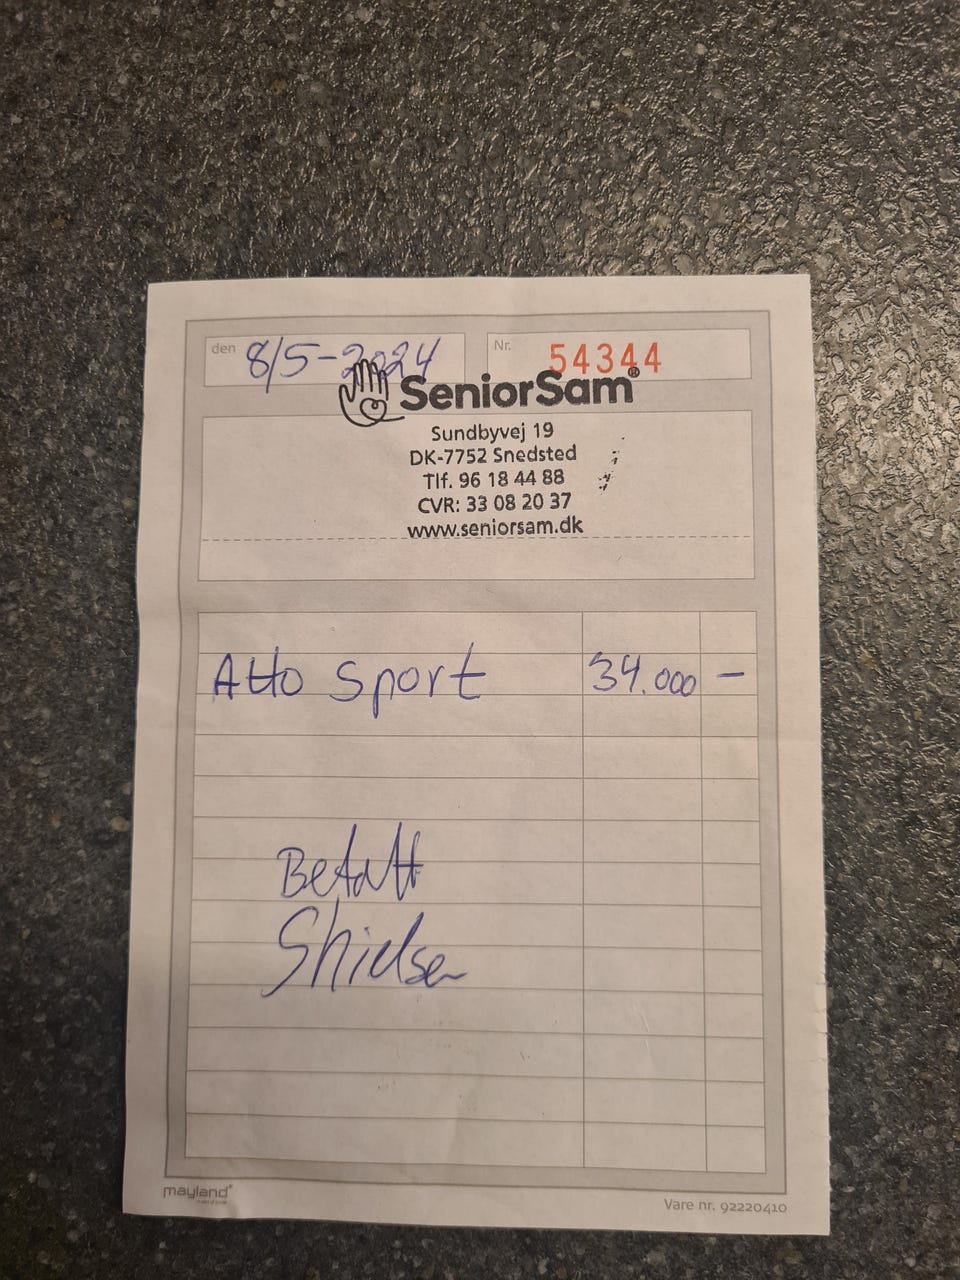 den 8/5-2024 Nr. 54344
SeniorSam®
Sundbyvej 19
DK-7752 Snedsted
Tlf. 96 18 44 88
CVR: 33 08 20 37
www.seniorsam.dk
Atto Sport 34.000 -
Betalt
mayland®
Vare nr. 92220410